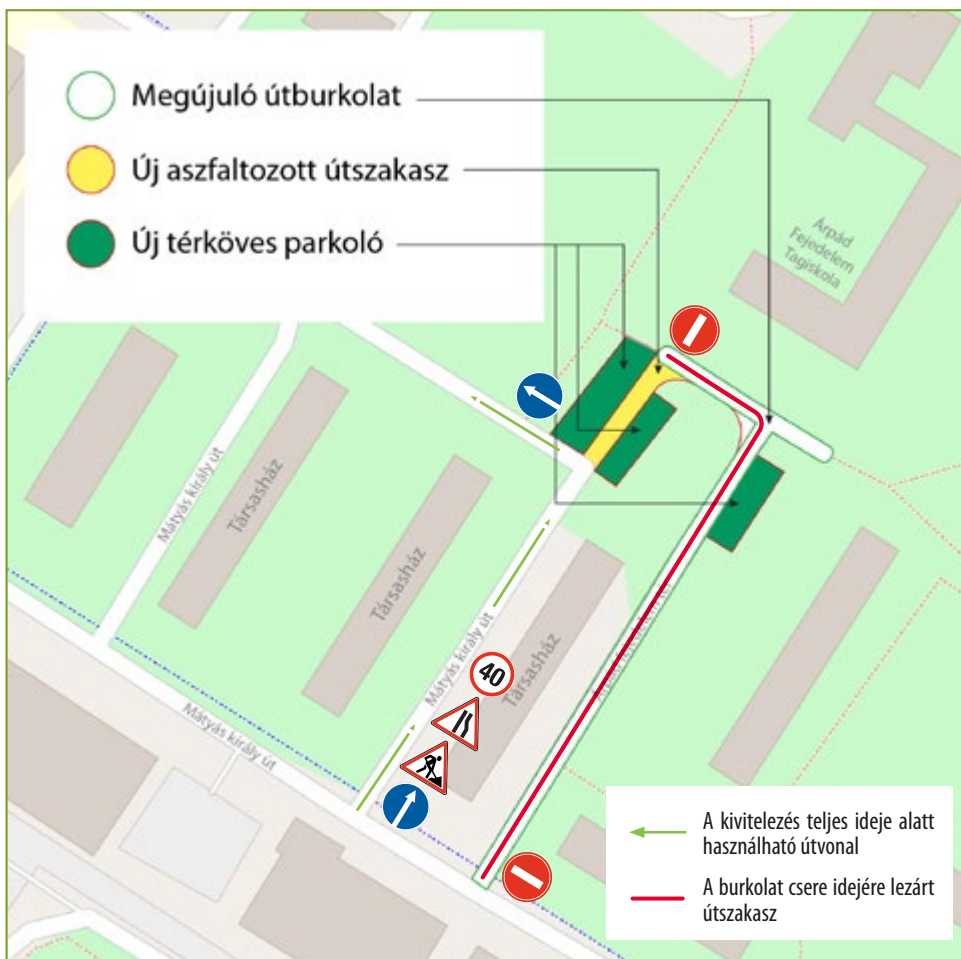 Megújuló útburkolat
Új aszfaltozott útszakasz
Új térköves parkoló
Árpád
Fejedelem
Tagiskola
Mátyás király út
Társasház
Társasház
Mátyás király út
Társasház
40
Mátyás király út
A kivitelezés teljes ideje alatt
használható útvonal
A burkolat csere idejére lezárt
útszakasz